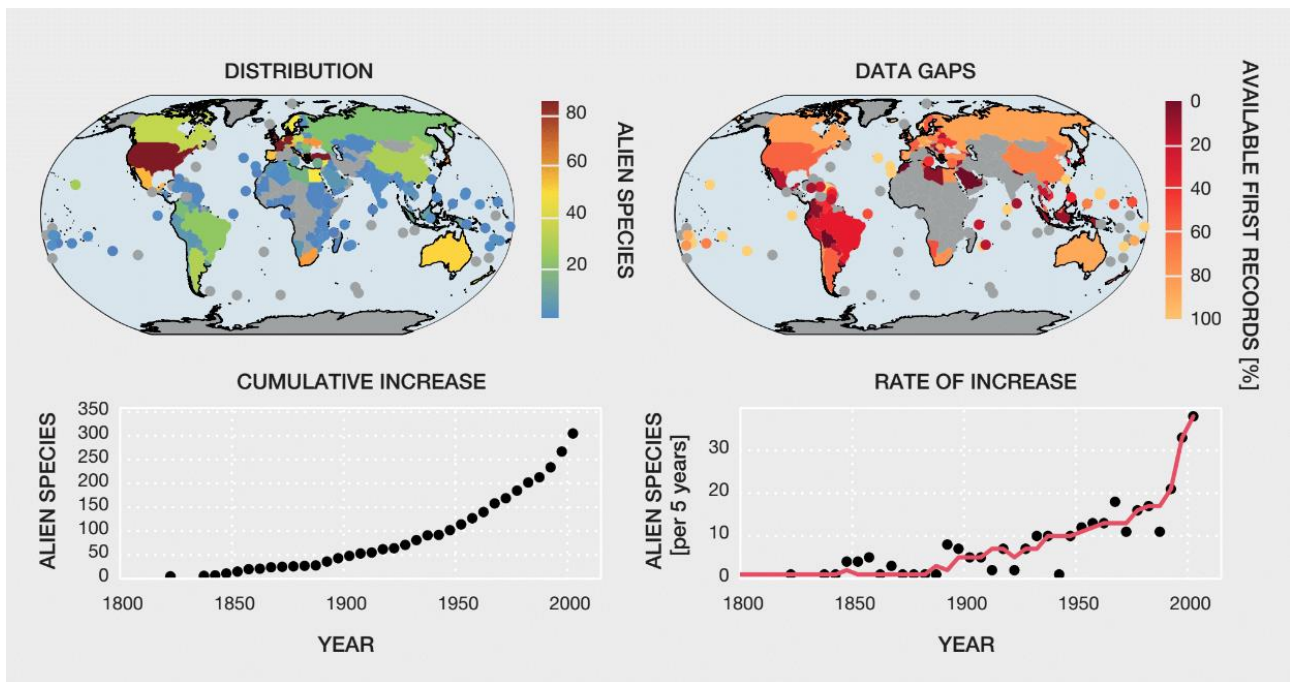 DISTRIBUTION
80
60
40
20
ALIEN SPECIES
DATA GAPS
0
20
40
60
80
100
AVAILABLE FIRST RECORDS [%]
CUMULATIVE INCREASE
350
300
250
200
150
100
50
0
ALIEN SPECIES
1800 1850 1900 1950 2000
YEAR
RATE OF INCREASE
30
20
10
0
ALIEN SPECIES
[per 5 years]
1800 1850 1900 1950 2000
YEAR